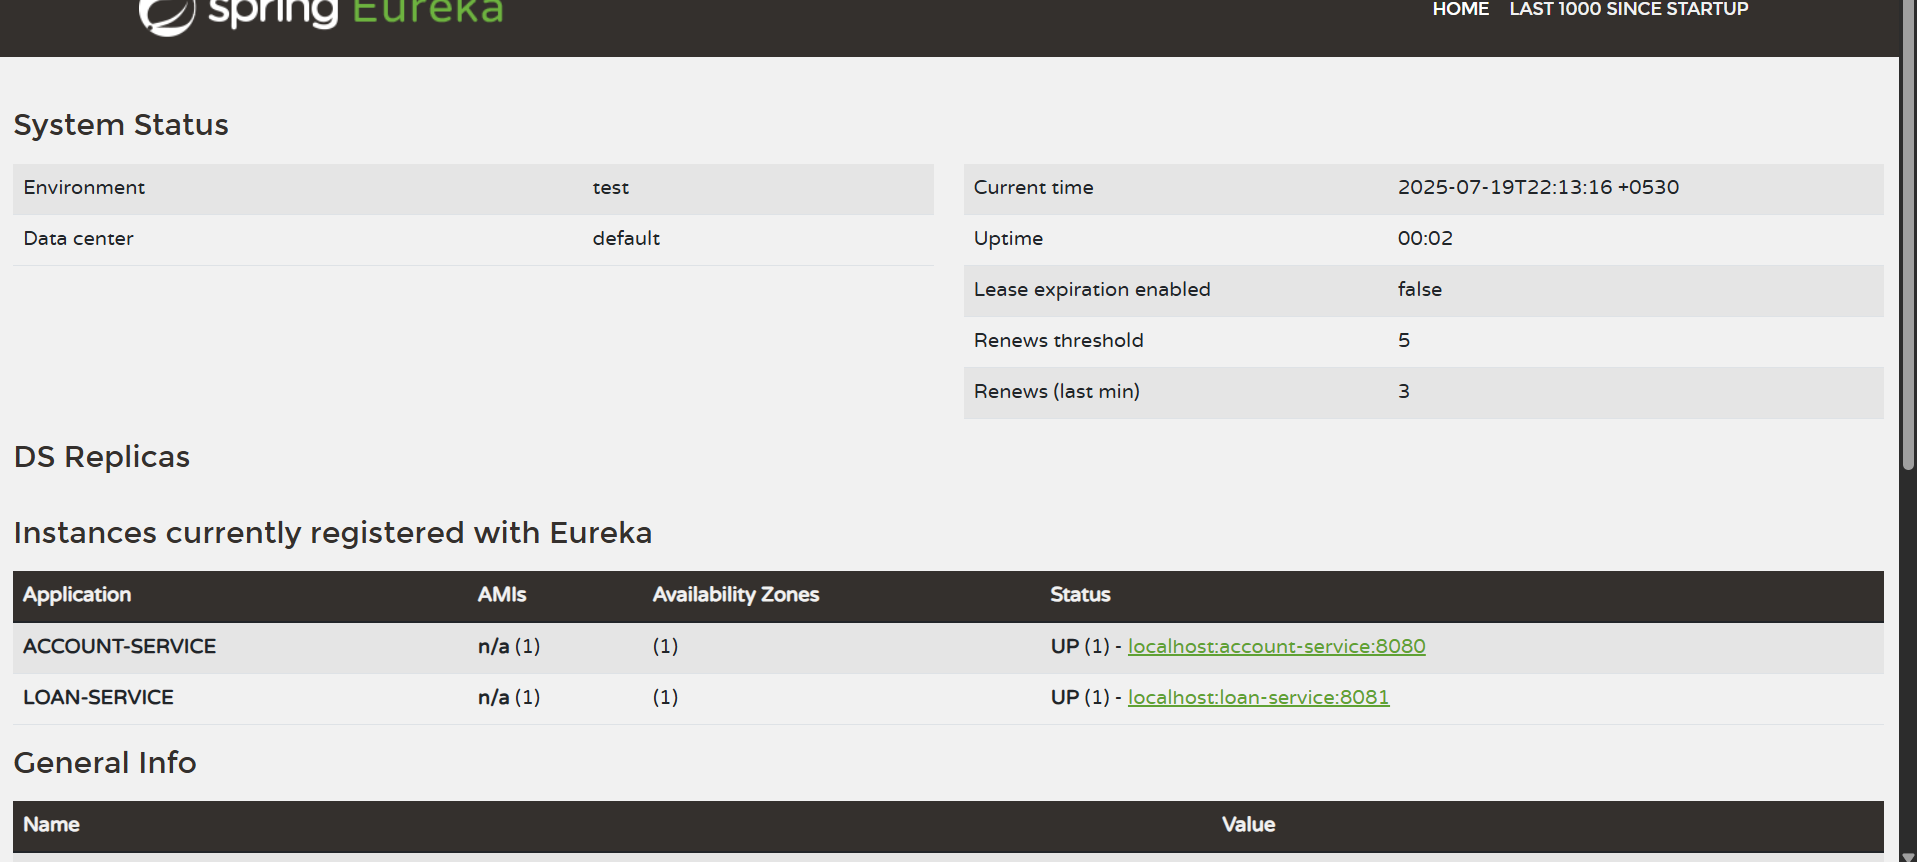 spring Eureka
HOME LAST 1000 SINCE STARTUP
System Status
Environment test
Data center default
Current time 2025-07-19T22:13:16 +0530
Uptime 00:02
Lease expiration enabled false
Renews threshold 5
Renews (last min) 3
DS Replicas
Instances currently registered with Eureka
Application AMIs Availability Zones Status
ACCOUNT-SERVICE n/a (1) (1) UP (1) - localhost:account-service:8080
LOAN-SERVICE n/a (1) (1) UP (1) - localhost:loan-service:8081
General Info
Name Value